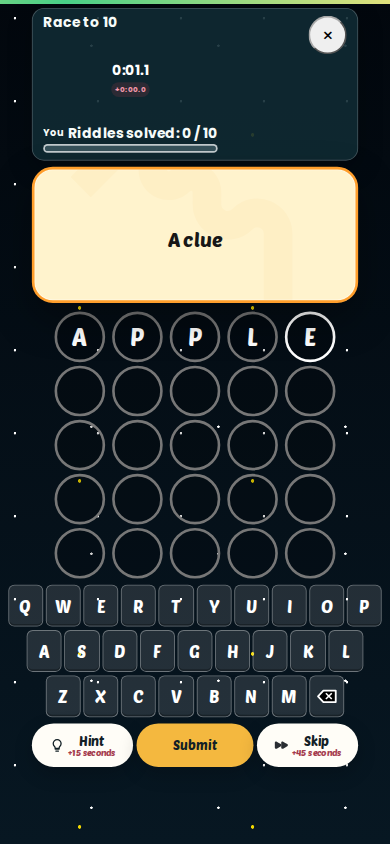 Race to 10
×
0:01.1
+0:00.0
You Riddles solved: 0 / 10
A clue
A P P L E
Q W E R T Y U I O P
A S D F G H J K L
Z X C V B N M
Hint
+15 seconds
Submit
Skip
+45 seconds